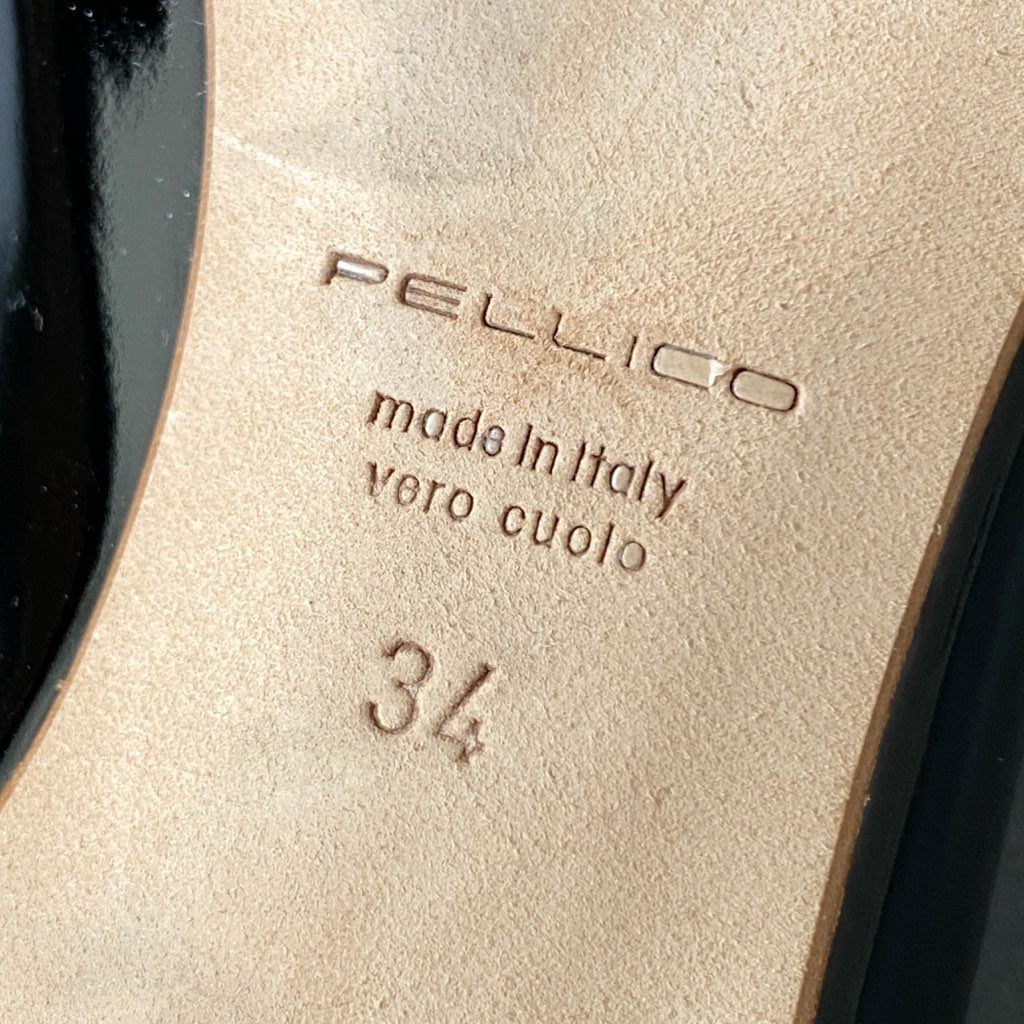 PELLICO
made in Italy
vero cuoio
34